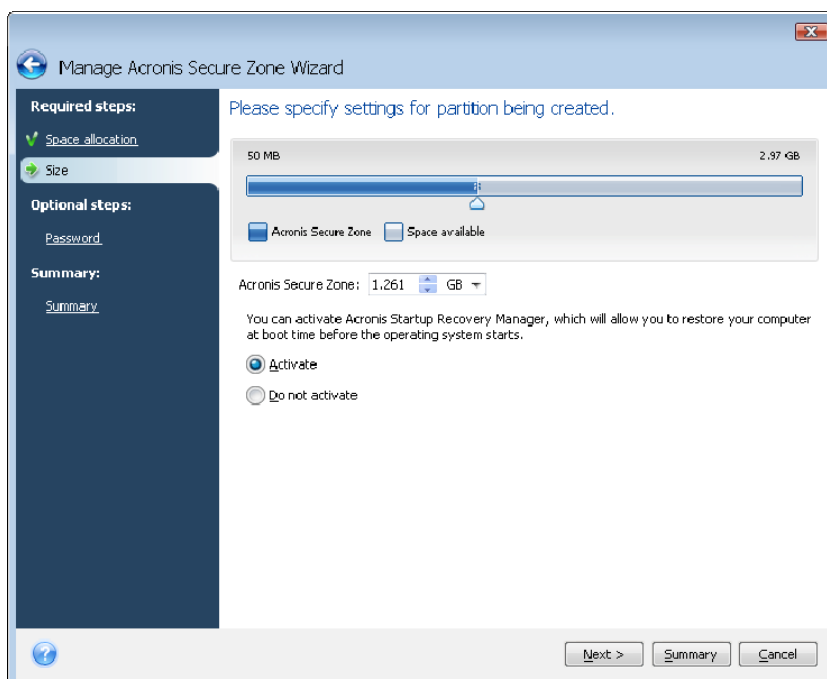 Manage Acronis Secure Zone Wizard
Required steps:
Space allocation
Size
Optional steps:
Password
Summary:
Summary
Please specify settings for partition being created.
50 MB 2.97 GB
Acronis Secure Zone Space available
Acronis Secure Zone: 1.261 GB
You can activate Acronis Startup Recovery Manager, which will allow you to restore your computer
at boot time before the operating system starts.
Activate
Do not activate
Next > Summary Cancel